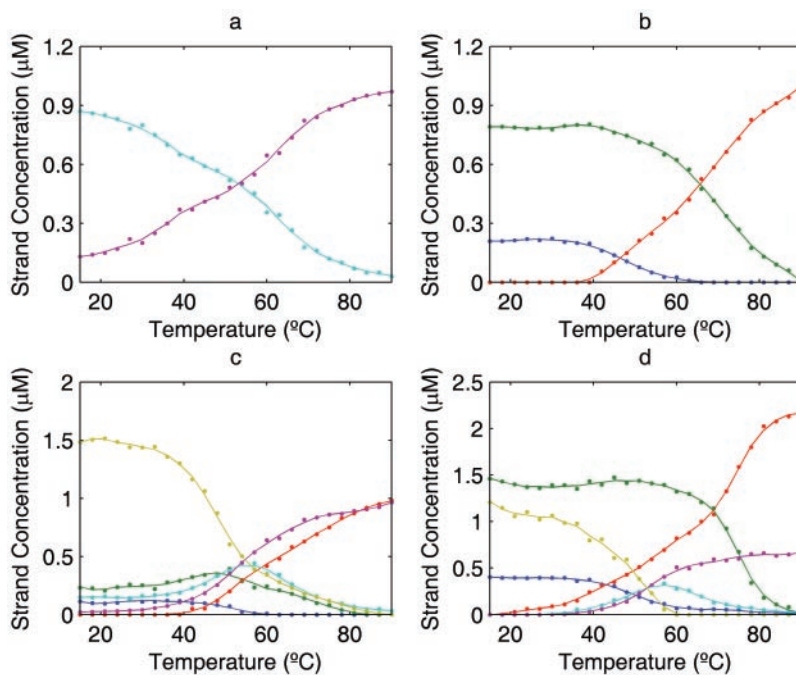 a
b
Strand Concentration (μM)
1.2
0.9
0.6
0.3
0
20 40 60 80
Temperature (ºC)
Strand Concentration (μM)
1.2
0.9
0.6
0.3
0
20 40 60 80
Temperature (ºC)
c
d
Strand Concentration (μM)
2
1.5
1
0.5
0
20 40 60 80
Temperature (ºC)
Strand Concentration (μM)
2.5
2
1.5
1
0.5
0
20 40 60 80
Temperature (ºC)